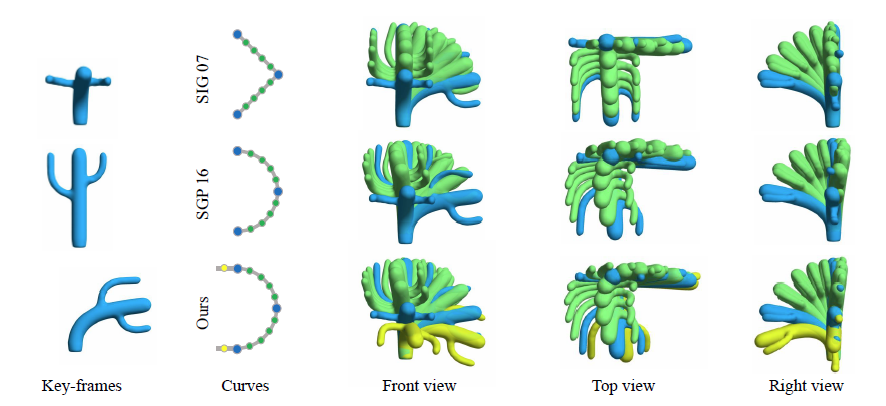 SIG 07
SGP 16
Ours
Key-frames
Curves
Front view
Top view
Right view